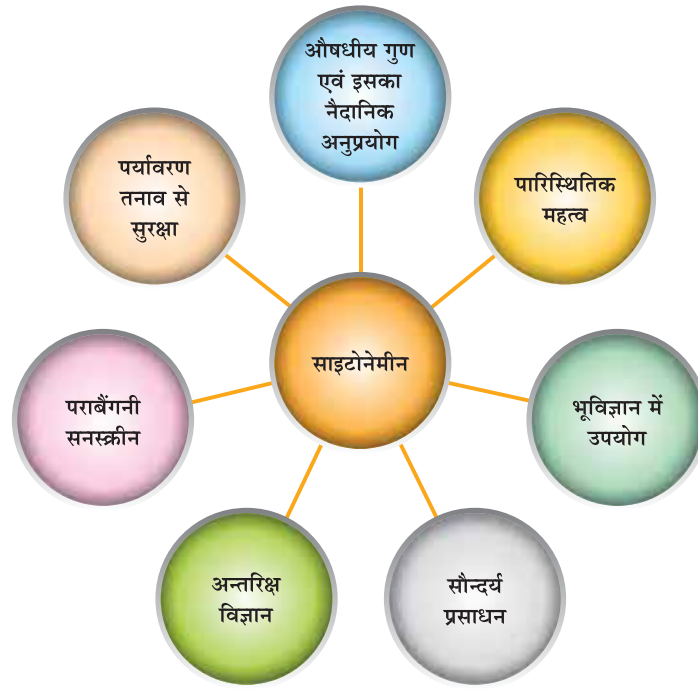 औषधीय गुण
एवं इसका
नैदानिक
अनुप्रयोग
पारिस्थितिक
महत्व
भूविज्ञान में
उपयोग
सौन्दर्य
प्रसाधन
अन्तरिक्ष
विज्ञान
पराबैंगनी
सनस्क्रीन
पर्यावरण
तनाव से
सुरक्षा
साइटोनेमीन